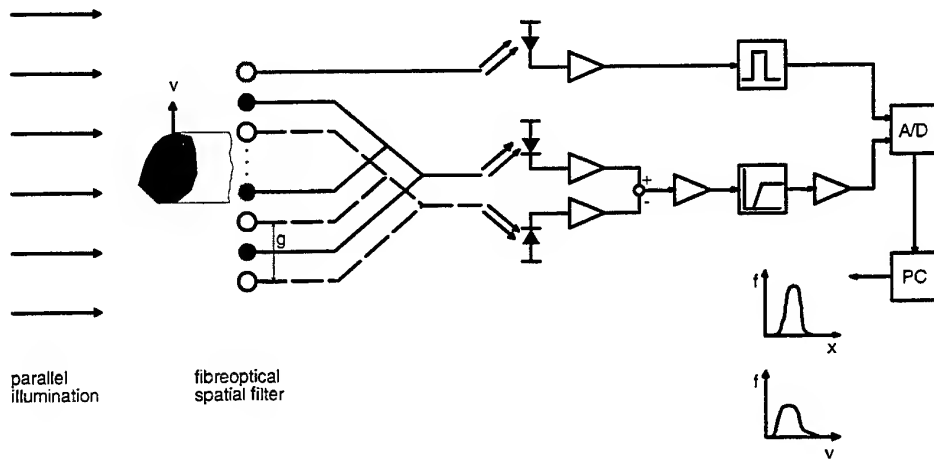 v
g
+
-
A/D
PC
f
x
f
v
parallel
illumination
fibreoptical
spatial filter